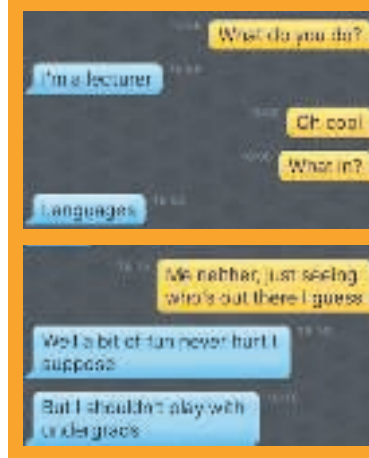 What do you do?
I'm a lecturer
Oh cool
What in?
Languages
Me neither, just seeing
who's out there I guess
Well a bit of fun never hurt I
suppose
But I shouldn't play with
undergrads